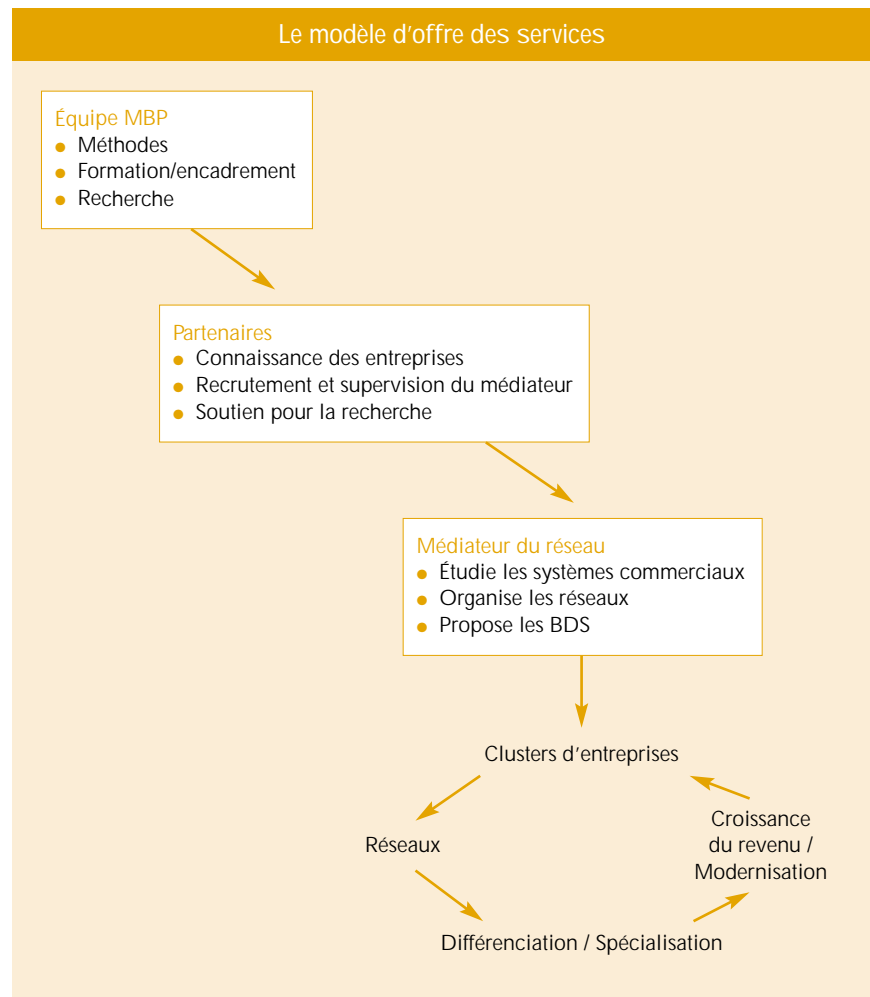 Le modèle d'offre des services
Équipe MBP
● Méthodes
● Formation/encadrement
● Recherche
Partenaires
● Connaissance des entreprises
● Recrutement et supervision du médiateur
● Soutien pour la recherche
Médiateur du réseau
● Étudie les systèmes commerciaux
● Organise les réseaux
● Propose les BDS
Clusters d'entreprises
Réseaux
Croissance
du revenu /
Modernisation
Différenciation / Spécialisation